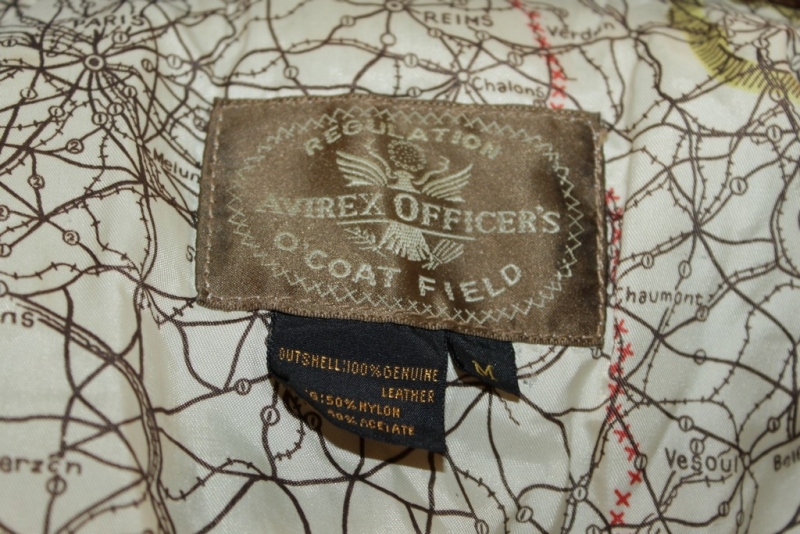 PARIS
REIMS
Verdun
Chalons
Melun
REGULATION
AVIREX OFFICER'S
O'COAT FIELD
Chaumont
OUTSHELL:100%GENUINE
LEATHER
G:50%NYLON
50%ACETATE
M
Vesoul